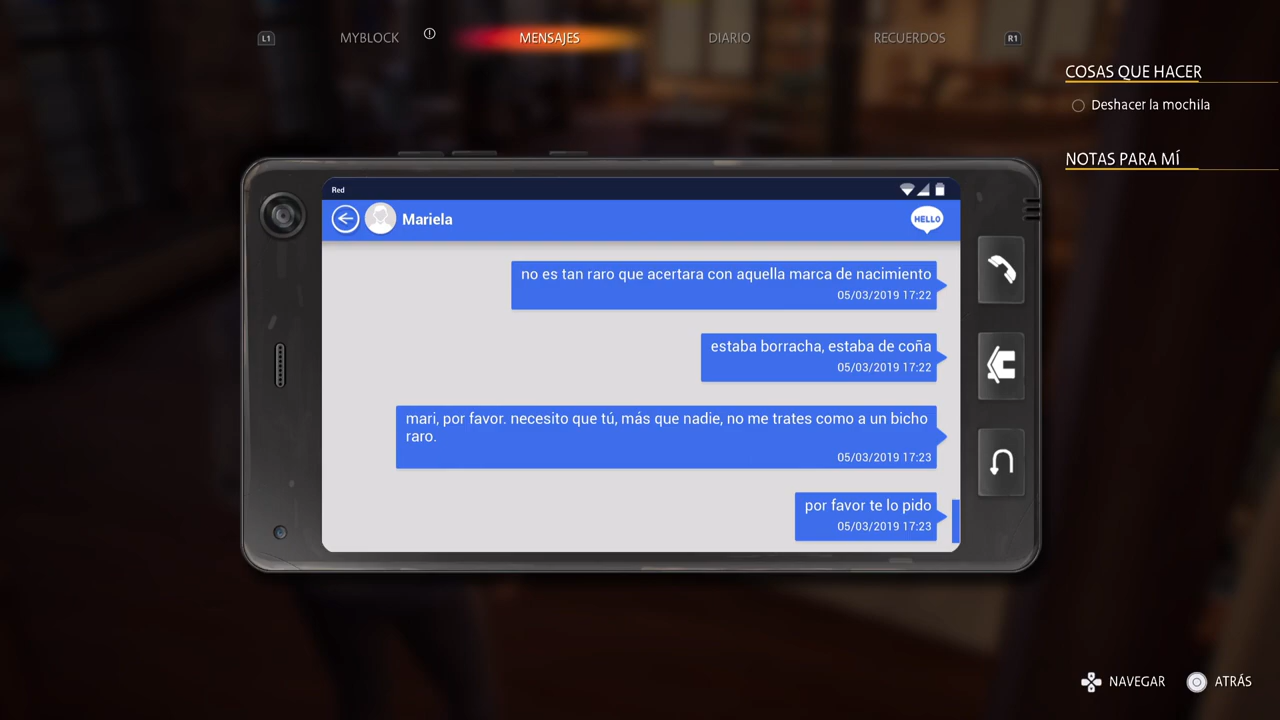 L1
MYBLOCK
MENSAJES
DIARIO
RECUERDOS
R1
COSAS QUE HACER
Deshacer la mochila
NOTAS PARA MÍ
Red
Mariela
HELLO
no es tan raro que acertara con aquella marca de nacimiento
05/03/2019 17:22
estaba borracha, estaba de coña
05/03/2019 17:22
mari, por favor. necesito que tú, más que nadie, no me trates como a un bicho
raro.
05/03/2019 17:23
por favor te lo pido
05/03/2019 17:23
NAVEGAR
ATRÁS